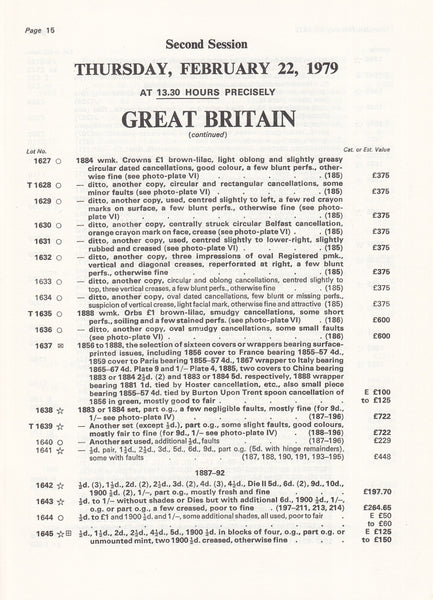 Page 15
Second Session
THURSDAY, FEBRUARY 22, 1979
AT 13.30 HOURS PRECISELY
GREAT BRITAIN
(continued)
Lot No. Cat. or Est. Value
1627 ○ 1884 wmk. Crowns £1 brown-lilac, light oblong and slightly greasy
circular dated cancellations, good colour, a few blunt perfs., other-
wise fine (see photo-plate VI) . . . . . (185) £375
T 1628 ○ — ditto, another copy, circular and rectangular cancellations, some
minor faults (see photo-plate VI) . . . . . (185) £375
1629 ○ — ditto, another copy, used, centred slightly to left, a few red crayon
marks on surface, a few blunt perfs., otherwise fine (see photo-
plate VI) . . . . . (185) £375
1630 ○ — ditto, another copy, centrally struck circular Belfast cancellation,
orange crayon mark on face, crease (see photo-plate VI) . (185) £375
1631 ○ — ditto, another copy, used, centred slightly to lower-right, slightly
rubbed and creased (see photo-plate VI) . . . (185) £375
1632 ○ — ditto, another copy, three impressions of oval Registered pmk.,
vertical and diagonal creases, reperforated at right, a few blunt
perfs., otherwise fine . . . . . (185) £375
1633 ○ — ditto, another copy, circular and oblong cancellations, centred slightly to
top, three vertical creases, a few blunt perfs., otherwise fine . (185) £375
1634 ○ — ditto, another copy, oval dated cancellations, few blunt or missing perfs.,
suspicion of vertical crease, light facial mark, otherwise fine and attractive (185) £375
T 1635 ○ 1888 wmk. Orbs £1 brown-lilac, smudgy cancellations, some short
perfs., soiling and a few stained perfs. (see photo-plate VI) . (186) £600
1636 ○ — ditto, another copy, oval smudgy cancellations, some small faults
(see photo-plate VI) . . . . . (186) £600
1637 ✉ 1856 to 1888, the selection of sixteen covers or wrappers bearing surface-
printed issues, including 1856 cover to France bearing 1855-57 4d.,
1859 cover to Paris bearing 1855-57 4d., 1867 wrapper to Italy bearing
1865-67 4d. Plate 9 and 1/- Plate 4, 1885, two covers to China bearing
1883 or 1884 2½d. (2) and 1883 or 1884 5d. respectively, 1888 wrapper
bearing 1881 1d. tied by Hoster cancellation, etc., also small piece
bearing 1855-57 4d. tied by Burton Upon Trent spoon cancellation of E £100
1856 in green, mostly good to fair . . . . . to £125
1638 ☆ 1883 or 1884 set, part o.g., a few negligible faults, mostly fine (for 9d.,
1/– see photo-plate IV) . . . . (187–196) £722
T 1639 ☆ — Another set (except ½d.), part o.g., some slight faults, good colours,
mostly fair to fine (for 9d., 1/– see photo-plate IV) . (188–196) £722
1640 ○ — Another set used, additional ½d., faults . . (187–196) £229
1641 ☆ — ½d. pair, 1½d., 2½d., 3d., 5d., 6d., 9d., part o.g. (5d. with hinge remainders),
some with faults . . (187, 188, 190, 191, 193-195) £448
1887-92
1642 ☆ ½d. (3), 1½d., 2d. (2), 2½d., 3d. (2), 4d. (3), 4½d., Die II 5d., 6d. (2), 9d., 10d.,
1900 ½d. (2), 1/–, part o.g., mostly fresh and fine . . £197.70
1643 ☆ ½d. to 1/– without shades or Dies but with additional 6d., 1900 ½d., 1/–,
o.g. or part o.g., a few creased, poor to fine . (197–211, 213, 214) £264.65
1644 ○ ½d. to £1 and 1900 ½d. and 1/–, some additional shades, all used, poor to fair . E £50
to £60
1645 ☆⊞ ½d., 1½d., 2d., 2½d., 4½d., 5d., 1900 ½d. in blocks of four, o.g., part o.g. or E £125
unmounted mint, two 1900 ½d. creased, otherwise fine . . to £150